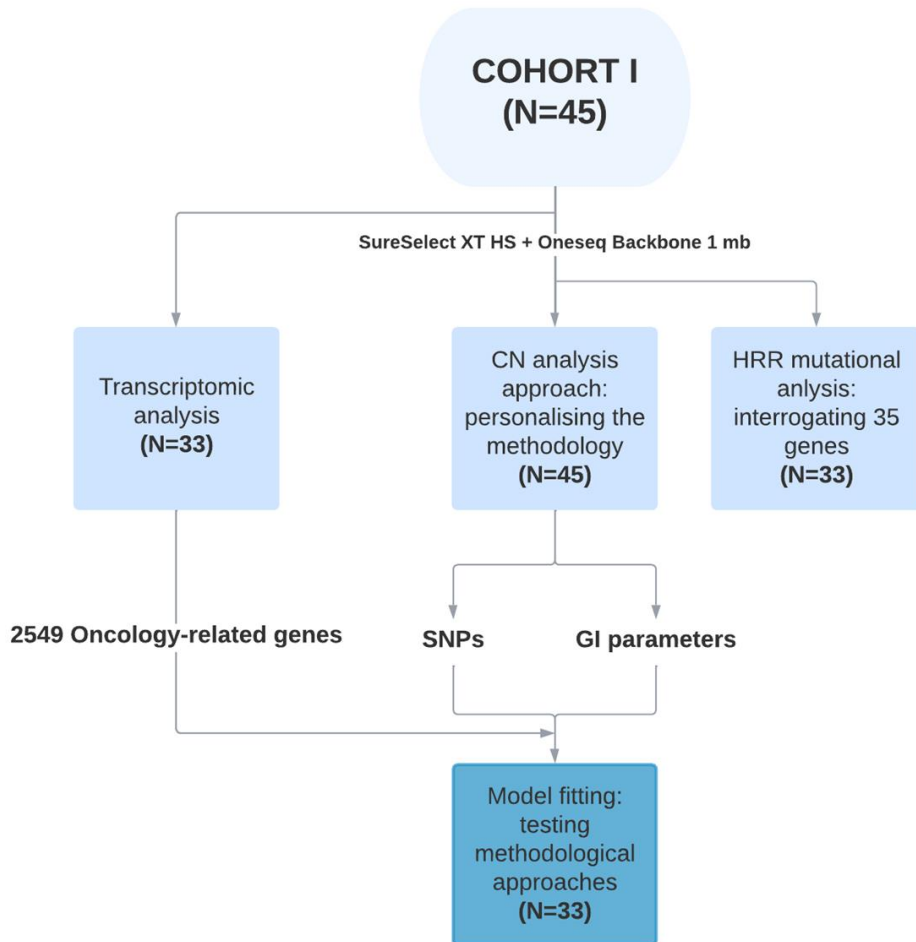 COHORT I
(N=45)
SureSelect XT HS + Oneseq Backbone 1 mb
Transcriptomic
analysis
(N=33)
CN analysis
approach:
personalising the
methodology
(N=45)
HRR mutational
anlysis:
interrogating 35
genes
(N=33)
2549 Oncology-related genes
SNPs
GI parameters
Model fitting:
testing
methodological
approaches
(N=33)